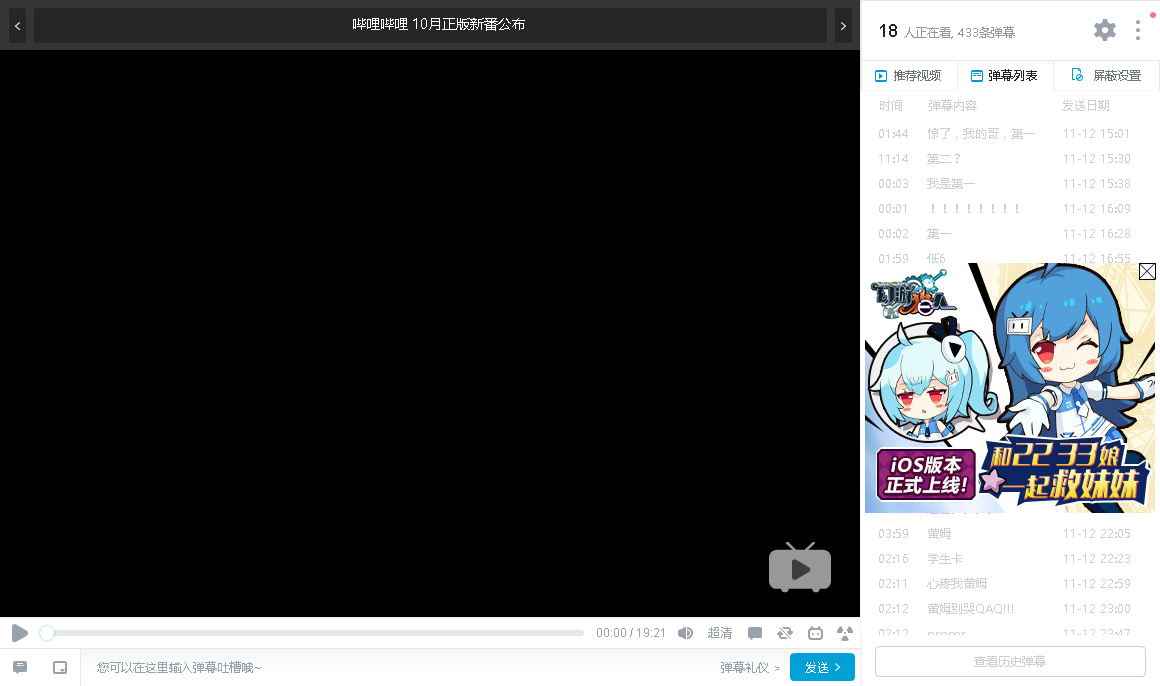 哔哩哔哩 10月正版新番公布
18 人正在看, 433条弹幕
推荐视频 弹幕列表 屏蔽设置
时间 弹幕内容 发送日期
01:44 惊了，我的哥，第一 11-12 15:01
11:14 第二？ 11-12 15:30
00:03 我是第一 11-12 15:38
00:01 ！！！！！！！！ 11-12 16:09
00:02 第一 11-12 16:28
01:59 低6 11-12 16:55
iOS版本
正式上线!
和22 33娘
一起救妹妹
03:59 黄姆 11-12 22:05
02:16 学生卡 11-12 22:23
02:11 心疼我黄姆 11-12 22:59
02:12 黄姆别哭QAQ!!! 11-12 23:00
02:12 prprpr 11-12 23:47
查看历史弹幕
00:00 / 19:21 超清
您可以在这里输入弹幕吐槽哦~ 弹幕礼仪 > 发送 >